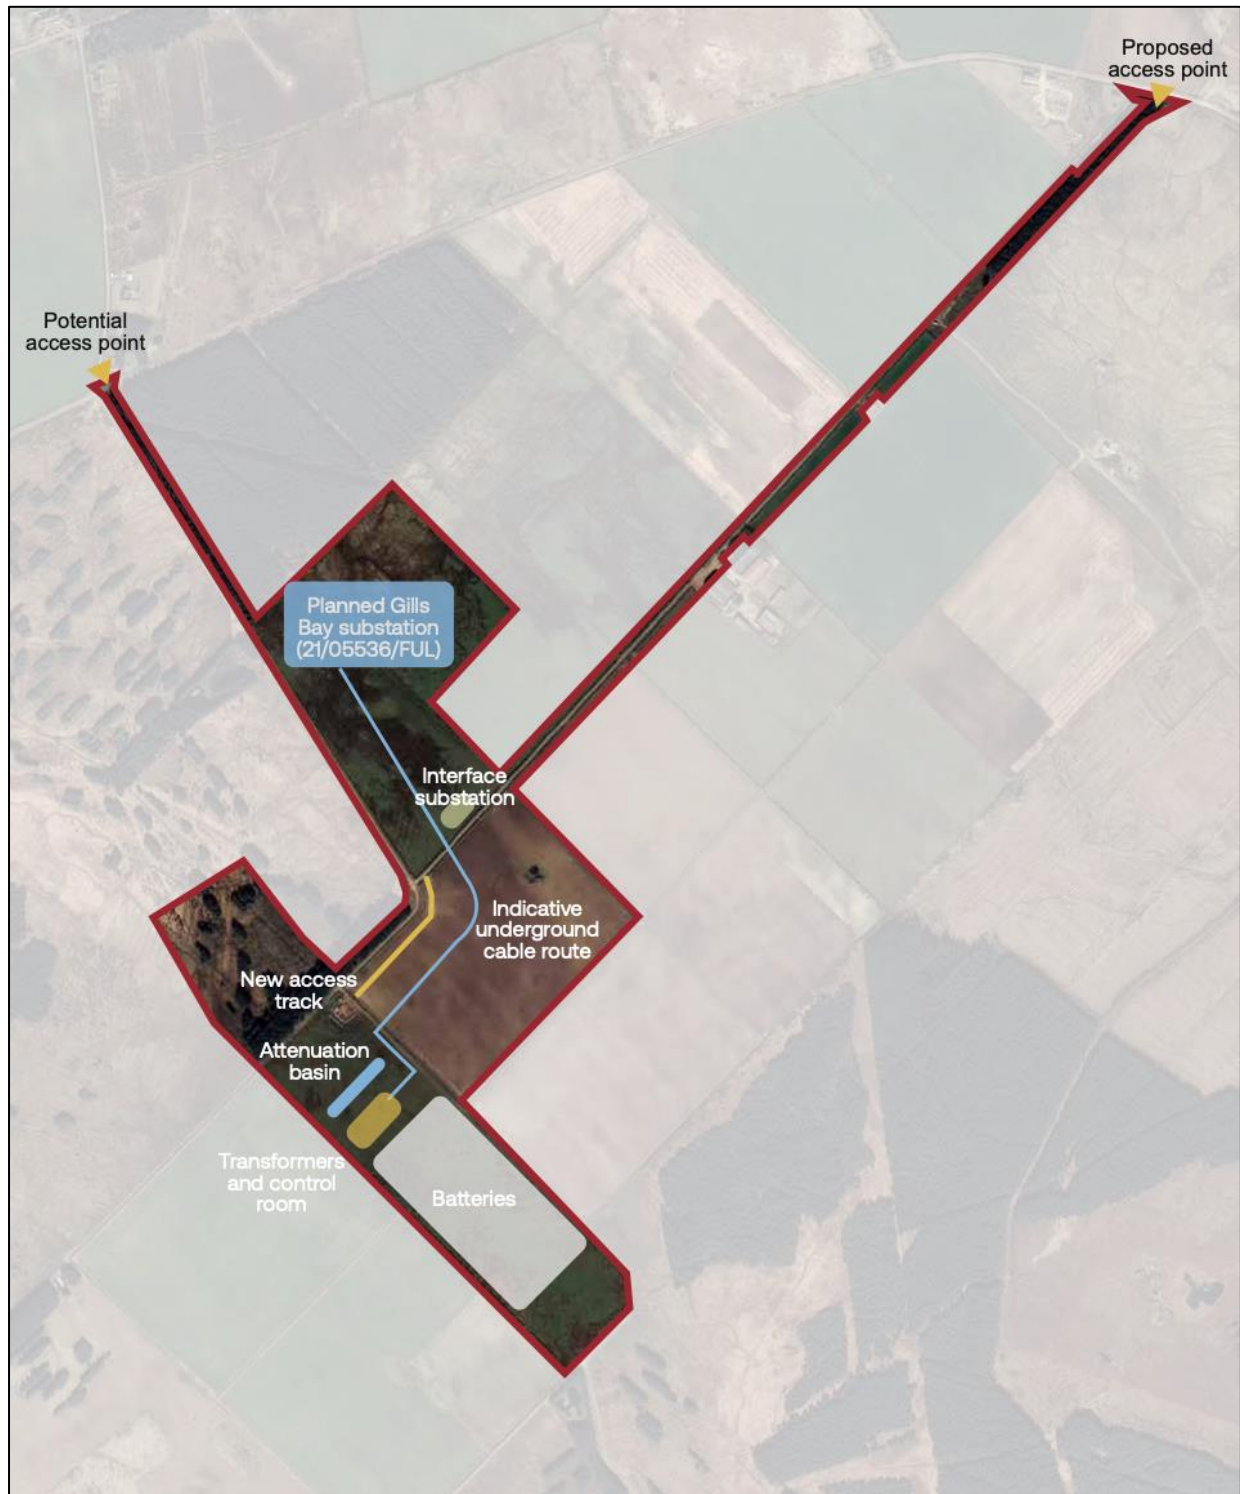 Proposed
access point
Potential
access point
Planned Gills
Bay substation
(21/05536/FUL)
Interface
substation
Indicative
underground
cable route
New access
track
Attenuation
basin
Transformers
and control
room
Batteries